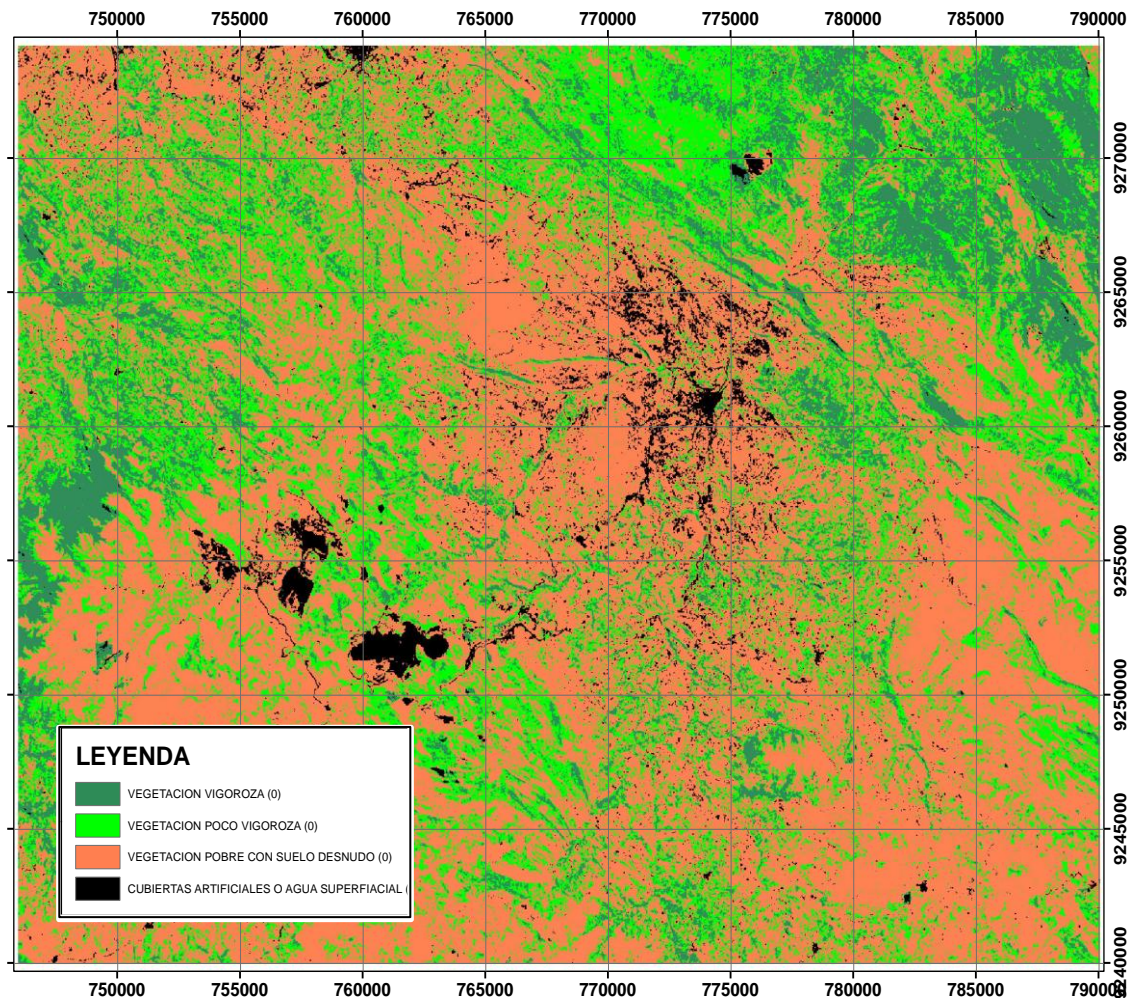 750000 755000 760000 765000 770000 775000 780000 785000 790000
9270000
9265000
9260000
9255000
9250000
9245000
9240000
LEYENDA
VEGETACION VIGOROZA (0)
VEGETACION POCO VIGOROZA (0)
VEGETACION POBRE CON SUELO DESNUDO (0)
CUBIERTAS ARTIFICIALES O AGUA SUPERFIACIAL (
750000 755000 760000 765000 770000 775000 780000 785000 790000